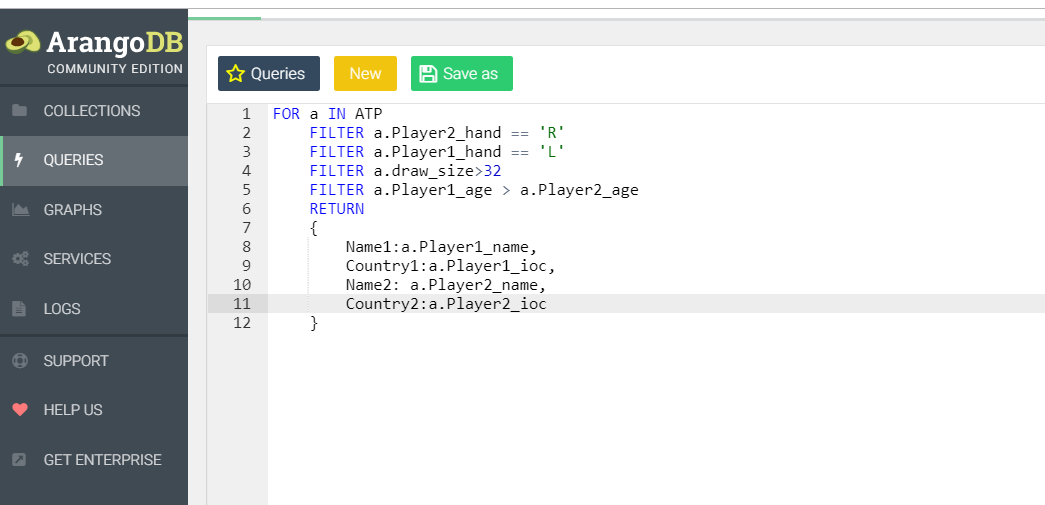 ArangoDB
COMMUNITY EDITION
COLLECTIONS
QUERIES
GRAPHS
SERVICES
LOGS
SUPPORT
HELP US
GET ENTERPRISE
Queries
New
Save as
1 FOR a IN ATP
2 FILTER a.Player2_hand == 'R'
3 FILTER a.Player1_hand == 'L'
4 FILTER a.draw_size>32
5 FILTER a.Player1_age > a.Player2_age
6 RETURN
7 {
8 Name1:a.Player1_name,
9 Country1:a.Player1_ioc,
10 Name2: a.Player2_name,
11 Country2:a.Player2_ioc
12 }